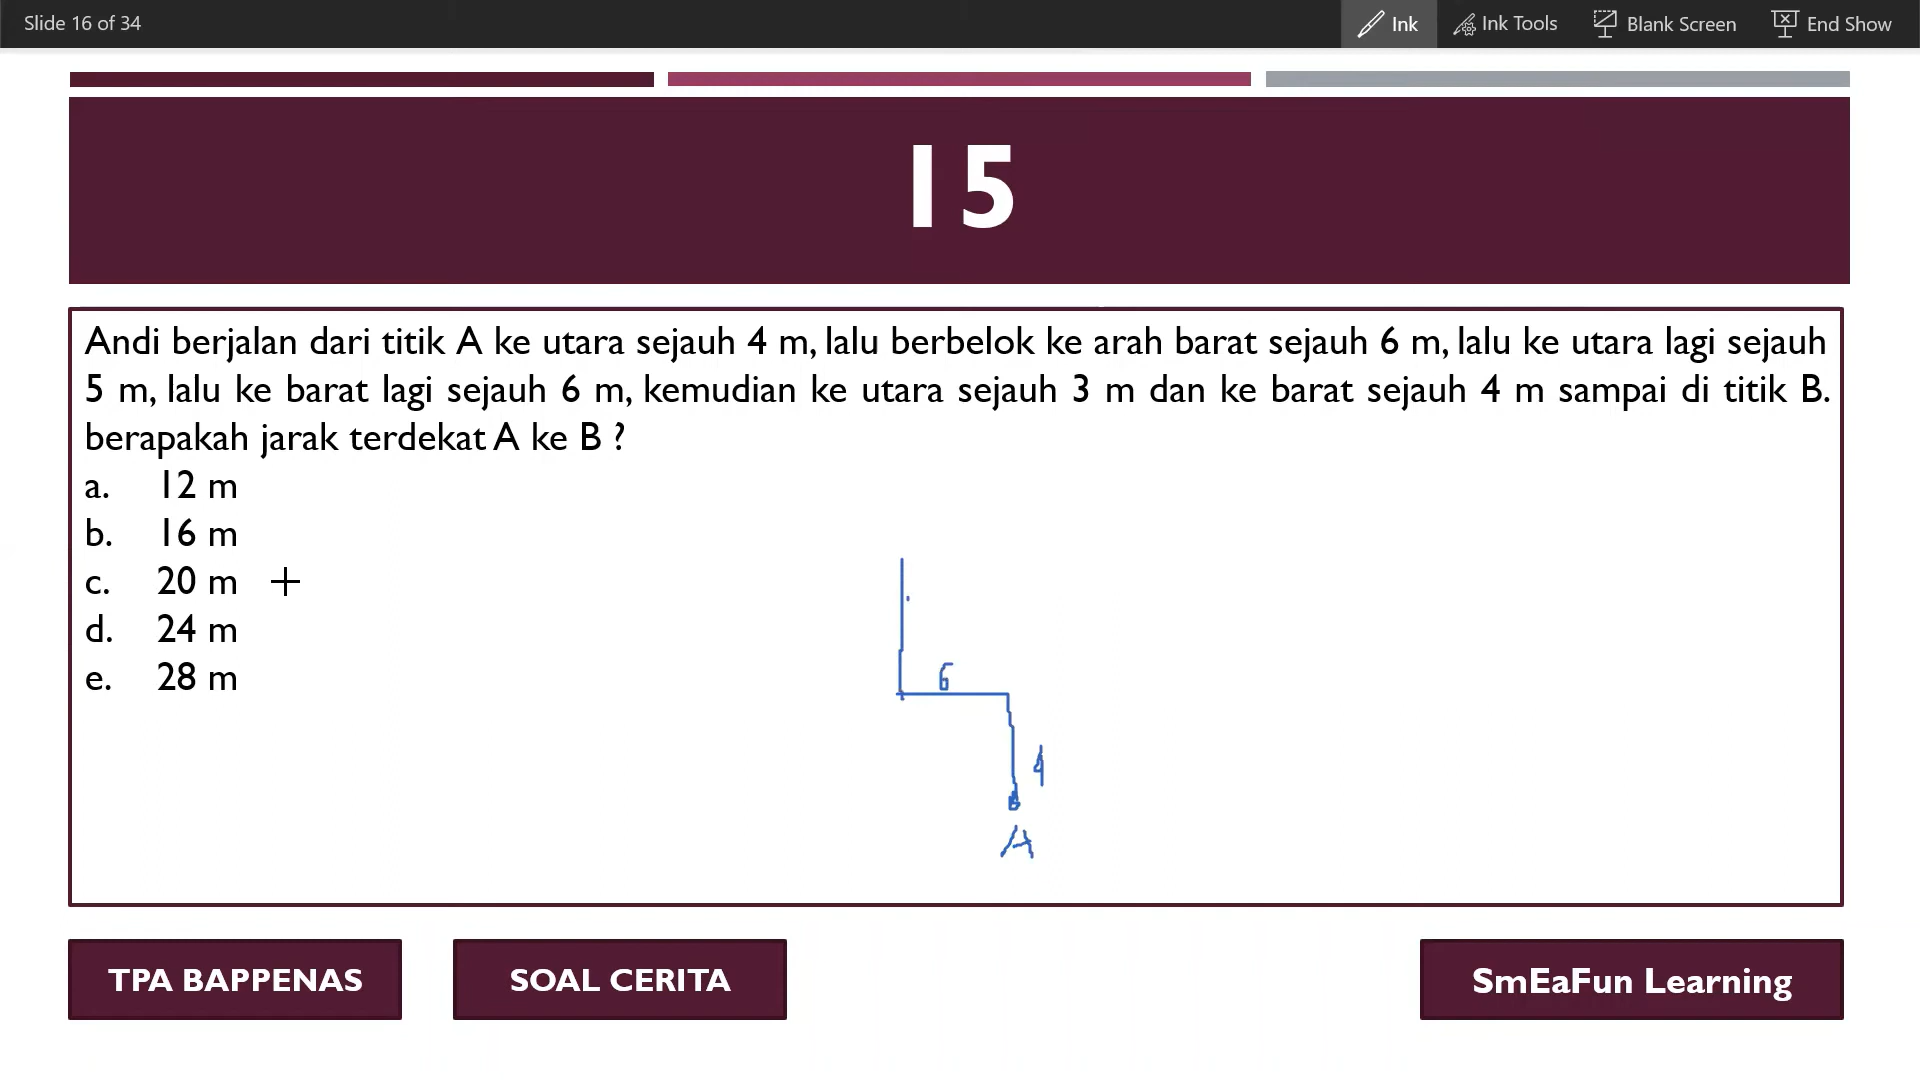 Slide 16 of 34
Ink
Ink Tools
Blank Screen
End Show
15
Andi berjalan dari titik A ke utara sejauh 4 m, lalu berbelok ke arah barat sejauh 6 m, lalu ke utara lagi sejauh
5 m, lalu ke barat lagi sejauh 6 m, kemudian ke utara sejauh 3 m dan ke barat sejauh 4 m sampai di titik B.
berapakah jarak terdekat A ke B ?
a. 12 m
b. 16 m
c. 20 m
d. 24 m
e. 28 m
6
4
A
TPA BAPPENAS
SOAL CERITA
SmEaFun Learning